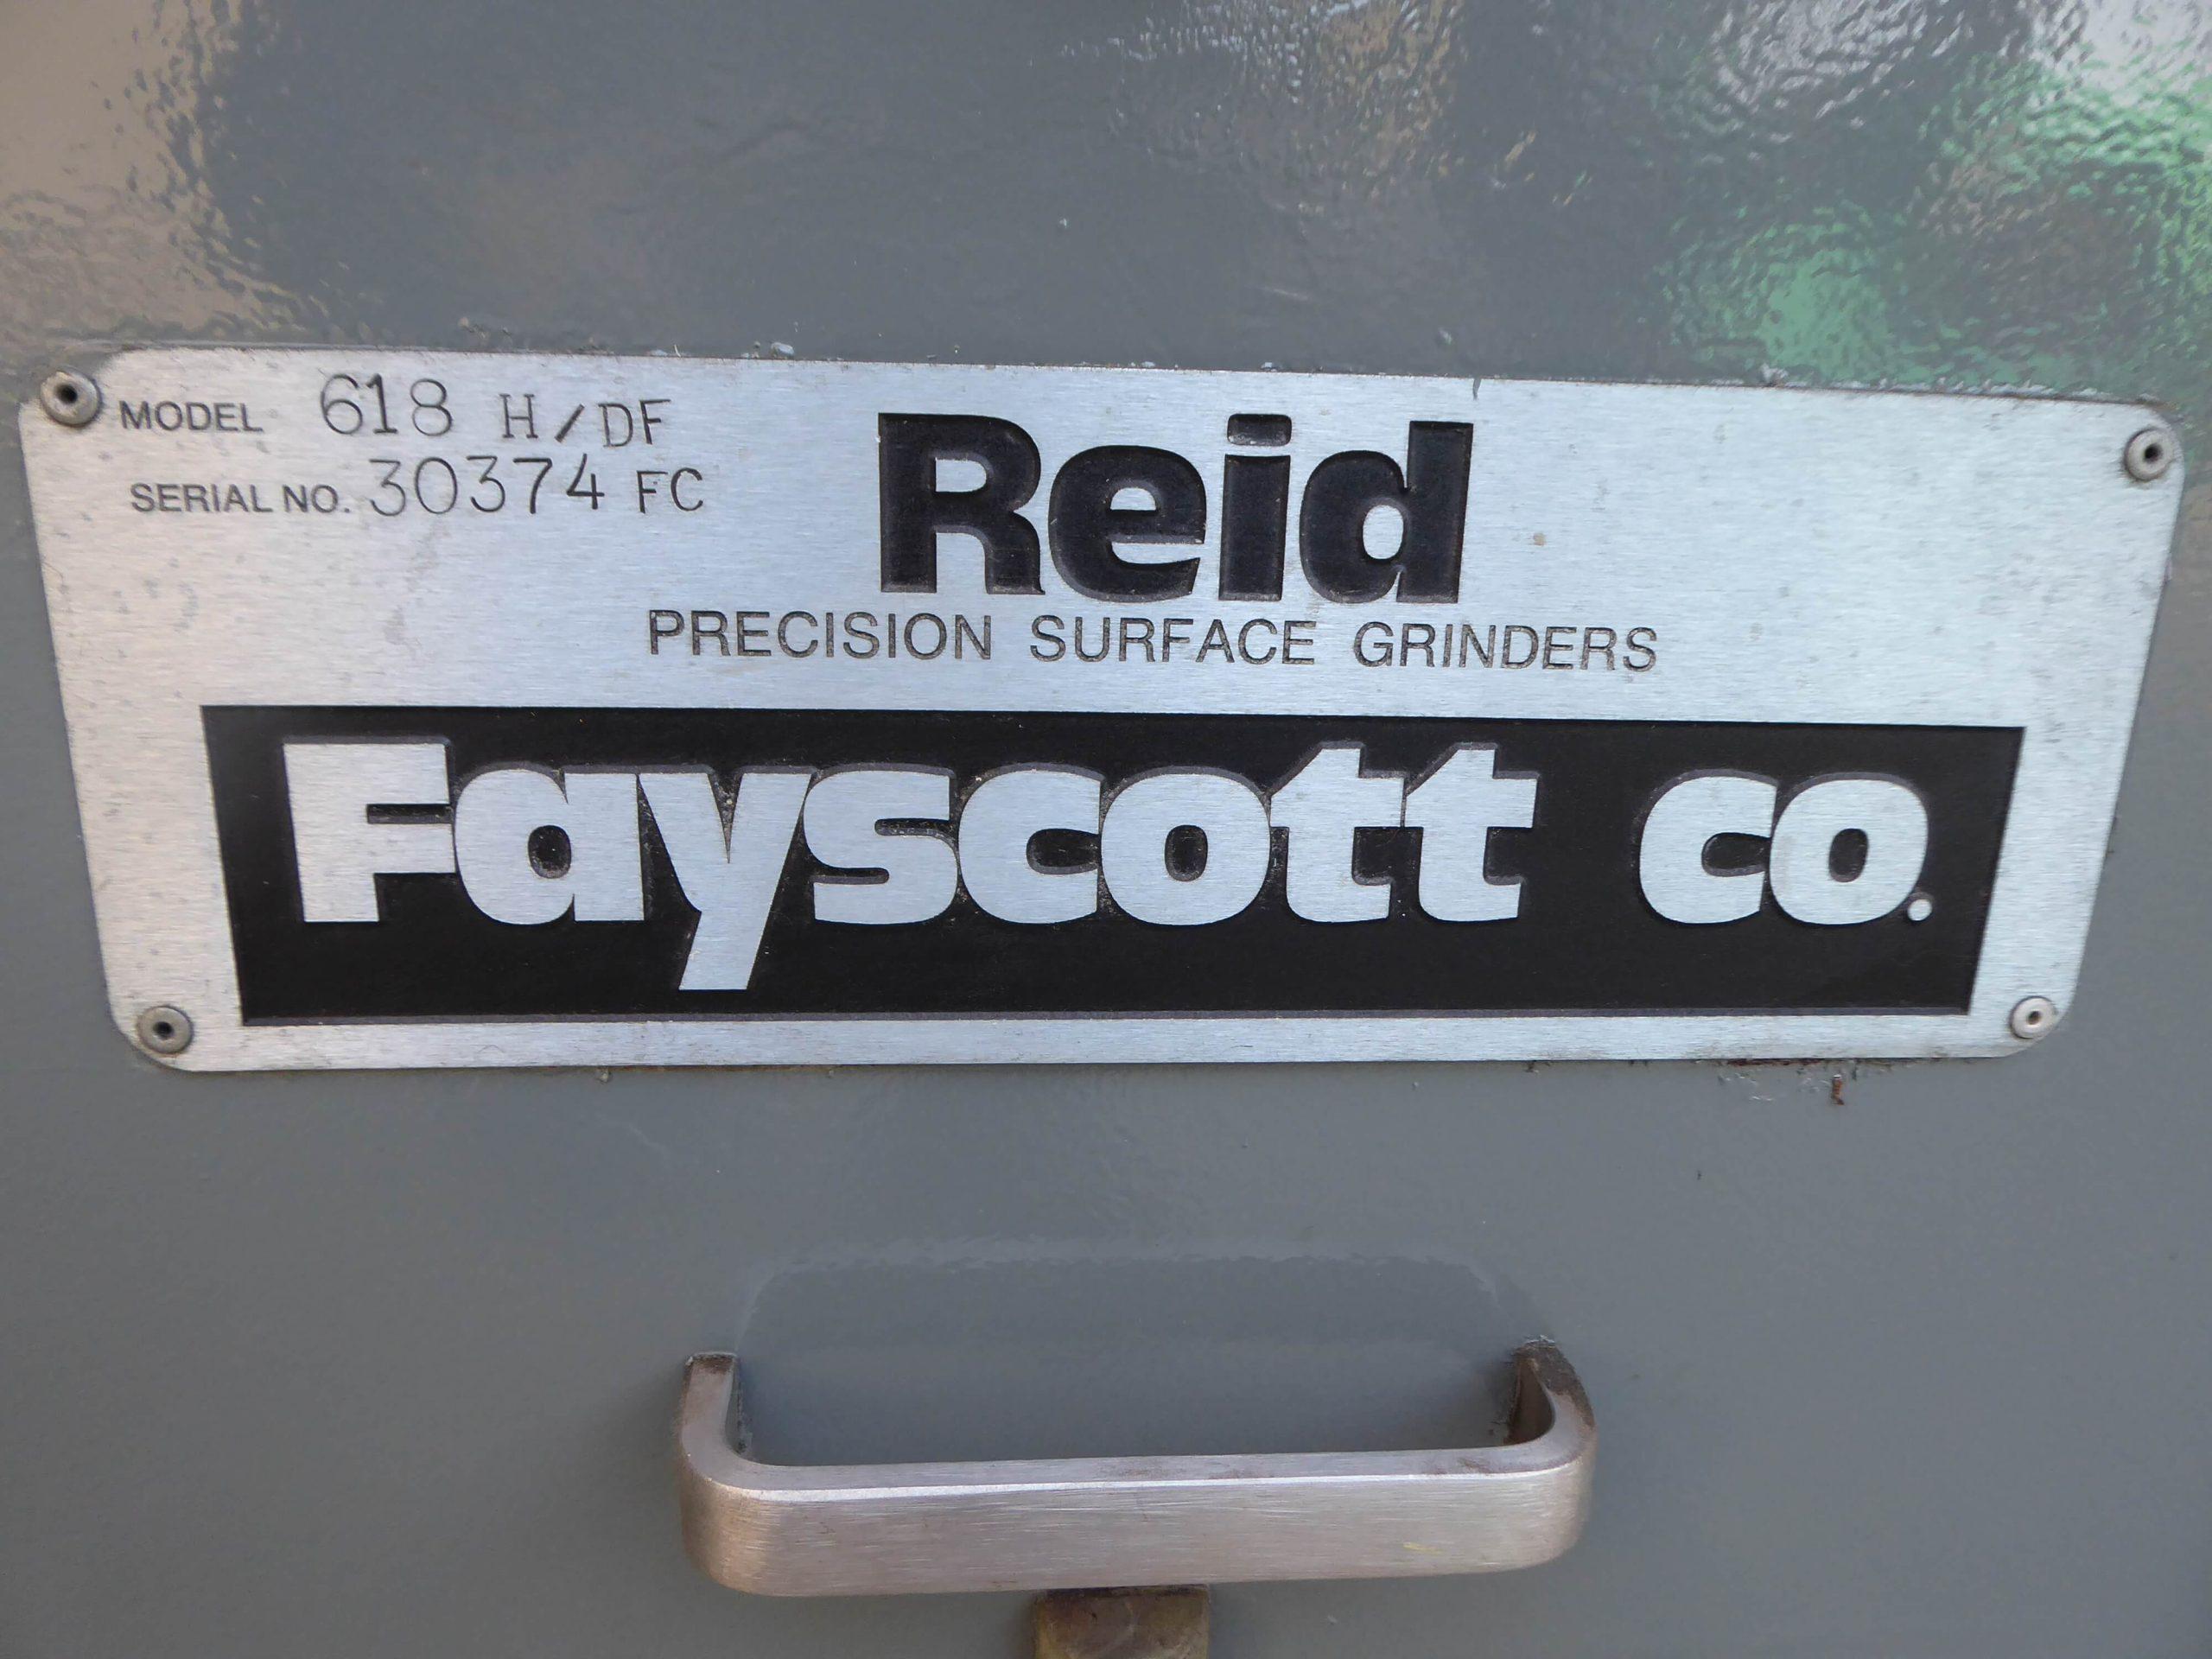 MODEL 618 H/DF
SERIAL NO. 30374 FC
Reid
PRECISION SURFACE GRINDERS
Fayscott co.